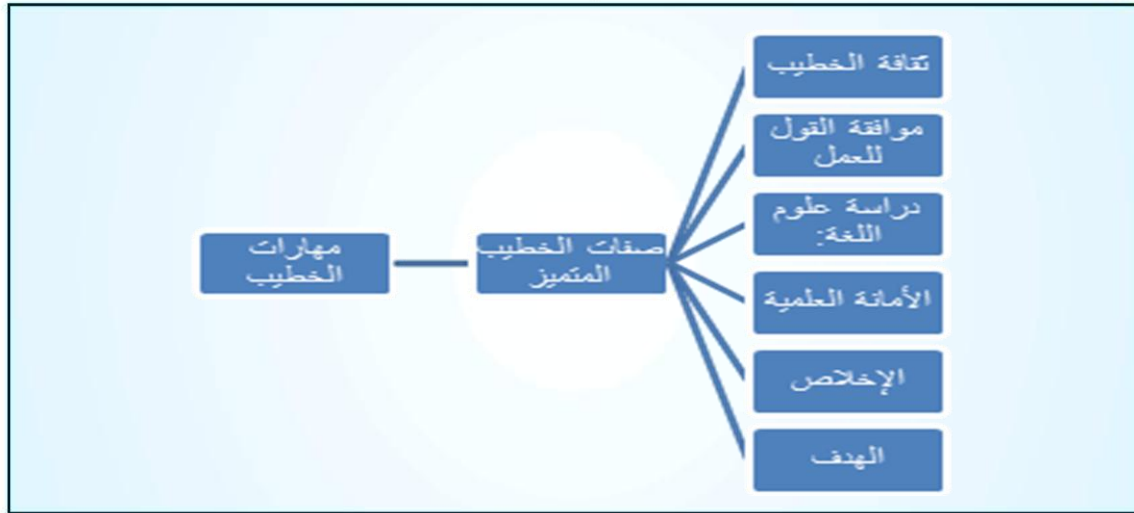 ثقافة الخطيب
موافقة القول
للعمل
دراسة علوم
اللغة:
الأمانة العلمية
الإخلاص
الهدف
صفات الخطيب
المتميز
مهارات
الخطيب